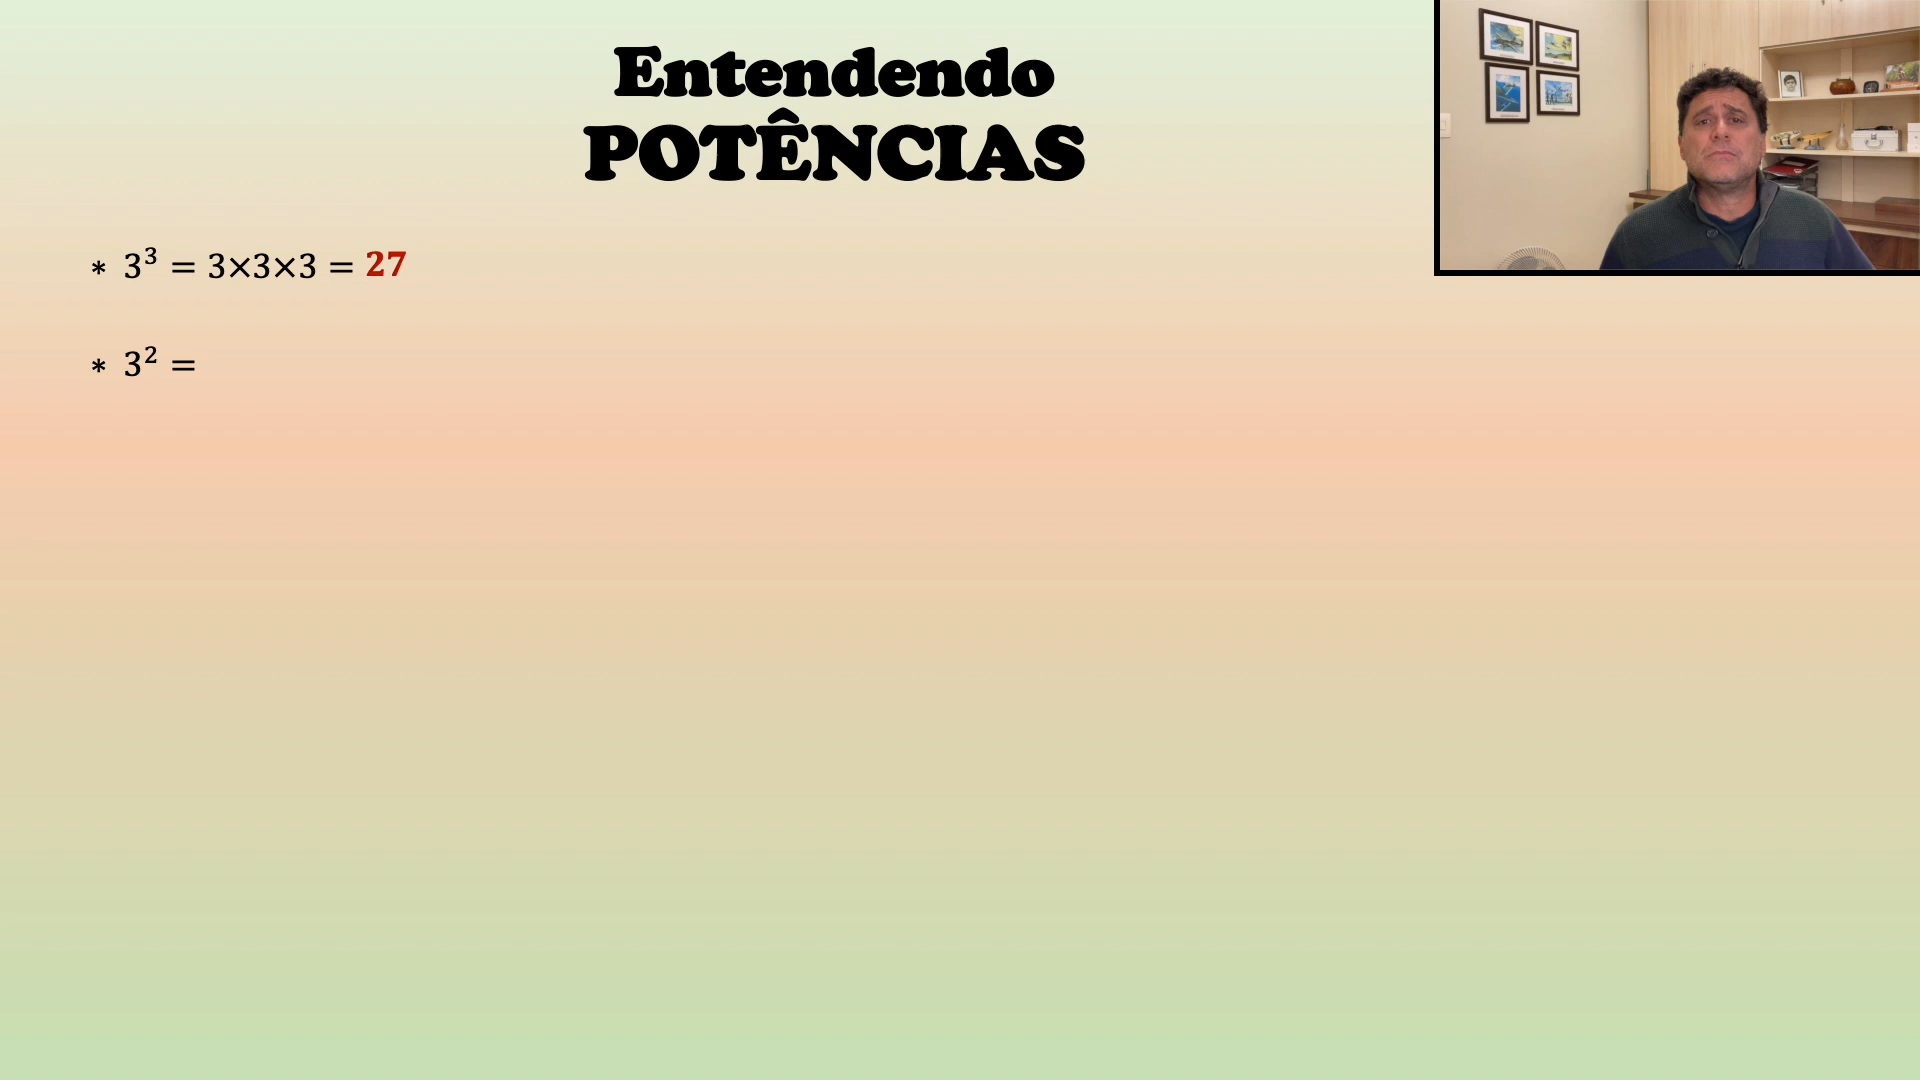 Entendendo
POTÊNCIAS
* 3³ = 3×3×3 = 27
* 3² =